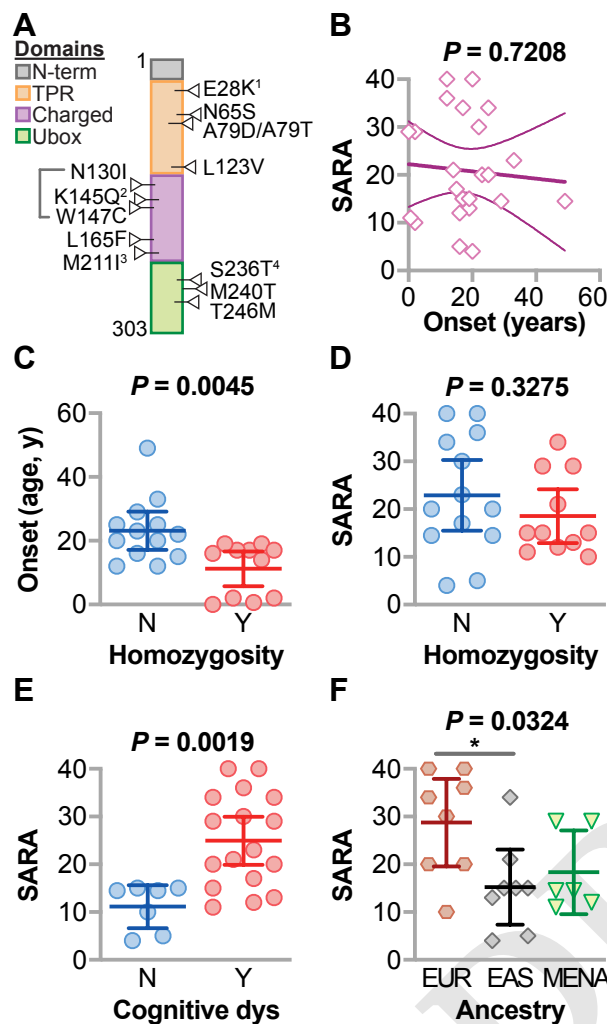 A
Domains
N-term
TPR
Charged
Ubox
1
303
E28K¹
N65S
A79D/A79T
L123V
N130I
K145Q²
W147C
L165F
M211I³
S236T⁴
M240T
T246M
B
P = 0.7208
SARA
40
30
20
10
0
0 20 40 60
Onset (years)
C
P = 0.0045
Onset (age, y)
60
40
20
0
N Y
Homozygosity
D
P = 0.3275
SARA
40
30
20
10
0
N Y
Homozygosity
E
P = 0.0019
SARA
40
30
20
10
0
N Y
Cognitive dys
F
P = 0.0324
*
SARA
40
30
20
10
0
EUR EAS MENA
Ancestry